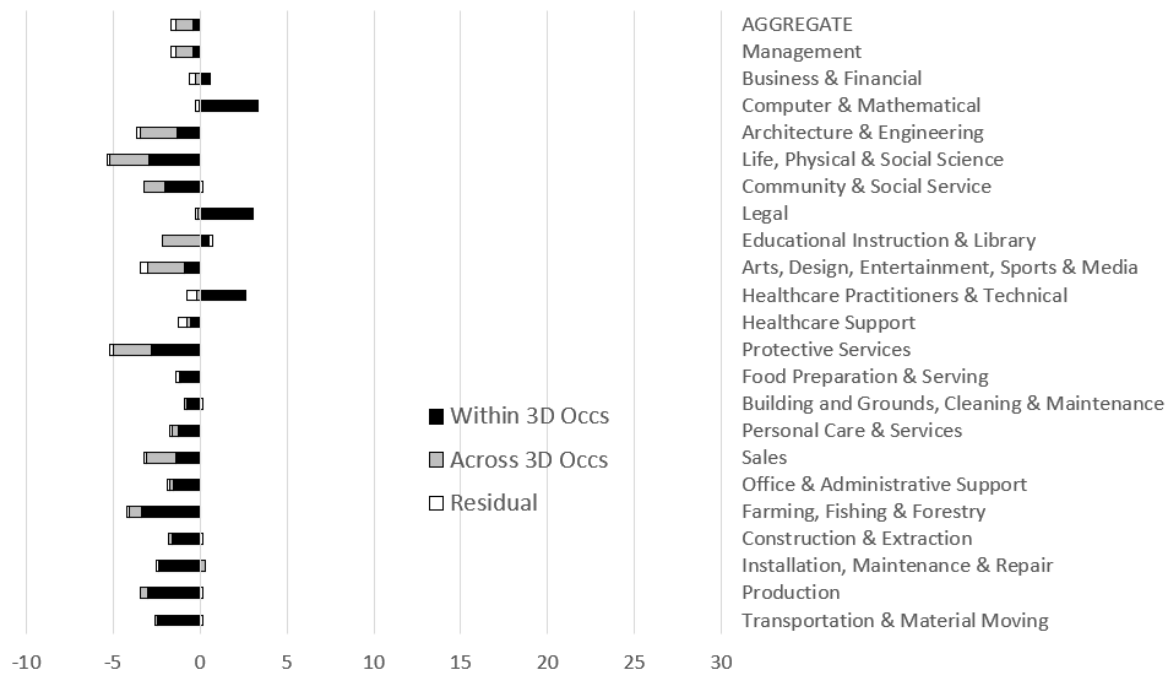 AGGREGATE
Management
Business & Financial
Computer & Mathematical
Architecture & Engineering
Life, Physical & Social Science
Community & Social Service
Legal
Educational Instruction & Library
Arts, Design, Entertainment, Sports & Media
Healthcare Practitioners & Technical
Healthcare Support
Protective Services
Food Preparation & Serving
Building and Grounds, Cleaning & Maintenance
Personal Care & Services
Sales
Office & Administrative Support
Farming, Fishing & Forestry
Construction & Extraction
Installation, Maintenance & Repair
Production
Transportation & Material Moving
Within 3D Occs
Across 3D Occs
Residual
-10 -5 0 5 10 15 20 25 30